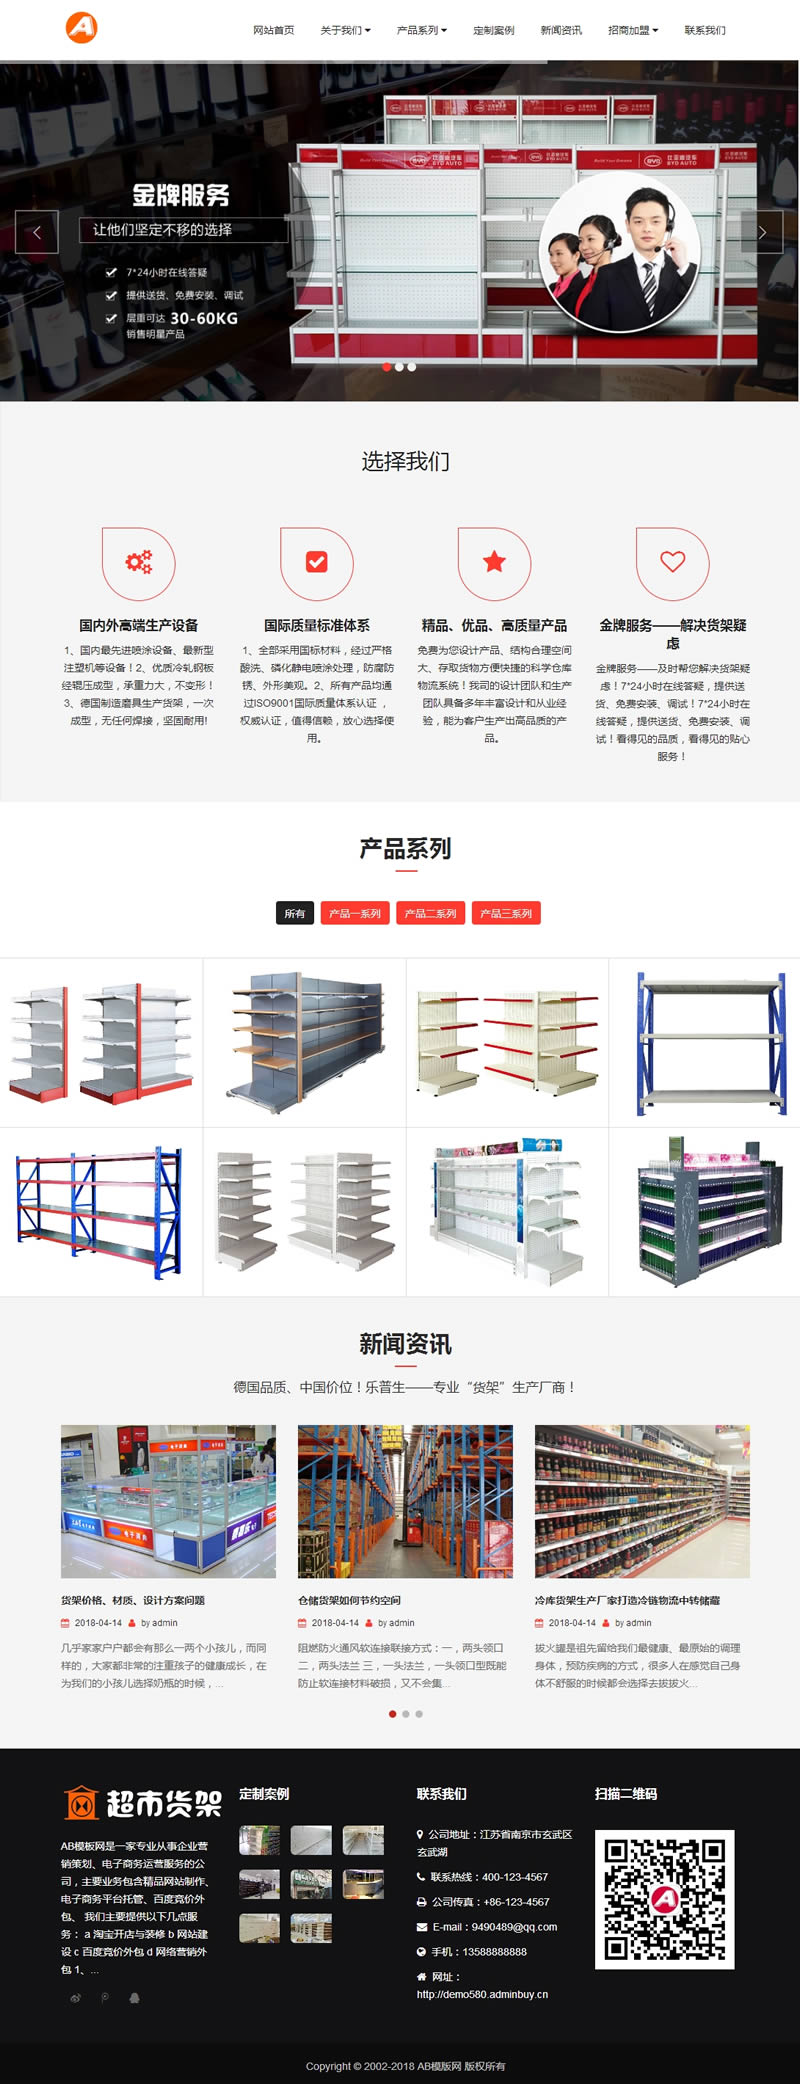 网站首页 关于我们 产品系列 定制案例 新闻资讯 招商加盟 联系我们
金牌服务
让他们坚定不移的选择
7*24小时在线答疑
提供送货、免费安装、调试
层重可达 30-60KG
销售明星产品
BYD AUTO
选择我们
国内外高端生产设备
1、国内最先进喷涂设备、最新型
注塑机等设备！2、优质冷轧钢板
经辊压成型，承重力大，不变形！
3、德国制造磨具生产货架，一次
成型，无任何焊接，坚固耐用!
国际质量标准体系
1、全部采用国标材料，经过严格
酸洗、磷化静电喷涂处理，防腐防
锈、外形美观。2、所有产品均通
过ISO9001国际质量体系认证 ，
权威认证，值得信赖，放心选择使
用。
精品、优品、高质量产品
免费为您设计产品、结构合理空间
大、存取货物方便快捷的科学仓库
物流系统！我司的设计团队和生产
团队具备多年丰富设计和从业经
验，能为客户生产出高品质的产
品。
金牌服务——解决货架疑
虑
金牌服务——及时帮您解决货架疑
虑！7*24小时在线答疑，提供送
货、免费安装、调试！7*24小时在
线答疑，提供送货、免费安装、调
试！看得见的品质，看得见的贴心
服务！
产品系列
所有 产品一系列 产品二系列 产品三系列
新闻资讯
德国品质、中国价位！乐普生——专业“货架”生产厂商！
货架价格、材质、设计方案问题
2018-04-14 by admin
几乎家家户户都会有那么一两个小孩儿，而同
样的，大家都非常的注重孩子的健康成长，在
为我们的小孩儿选择奶瓶的时候，...
仓储货架如何节约空间
2018-04-14 by admin
阻燃防火通风软连接联接方式：一，两头领口
二，两头法兰 三，一头法兰，一头领口型既能
防止软连接材料破损，又不会集...
冷库货架生产厂家打造冷链物流中转储藏
2018-04-14 by admin
拔火罐是祖先留给我们最健康、最原始的调理
身体，预防疾病的方式，很多人在感觉自己身
体不舒服的时候都会选择去拔拔火...
超市货架
AB模板网是一家专业从事企业营
销策划、电子商务运营服务的公
司，主要业务包含精品网站制作、
电子商务平台托管、百度竞价外
包、 我们主要提供以下几点服
务： a 淘宝开店与装修 b 网站建
设 c 百度竞价外包 d 网络营销外
包 1、...
定制案例
联系我们
公司地址：江苏省南京市玄武区
玄武湖
联系热线：400-123-4567
公司传真：+86-123-4567
E-mail：9490489@qq.com
手机：13588888888
网址：
http://demo580.adminbuy.cn
扫描二维码
Copyright © 2002-2018 AB模版网 版权所有